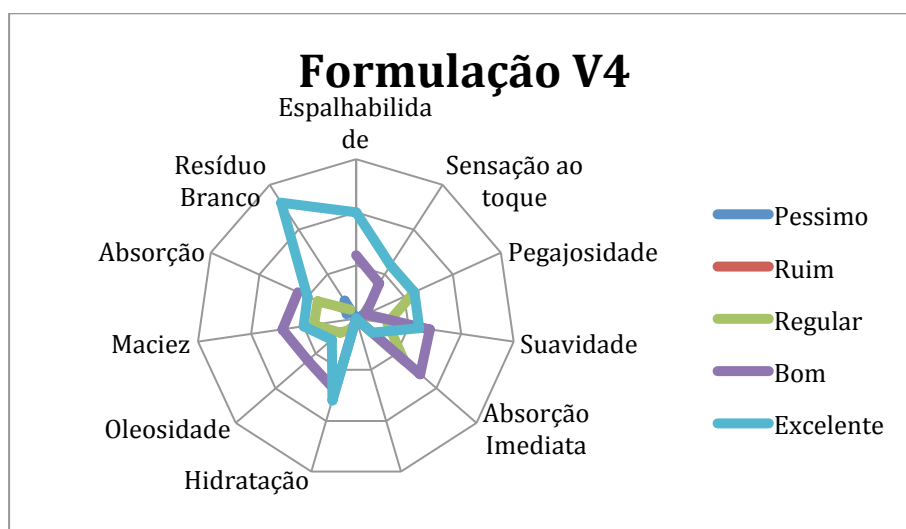 Formulação V4
Espalhabilida
de
Sensação ao
toque
Pegajosidade
Suavidade
Absorção
Imediata
Hidratação
Oleosidade
Maciez
Absorção
Resíduo
Branco
Pessimo
Ruim
Regular
Bom
Excelente